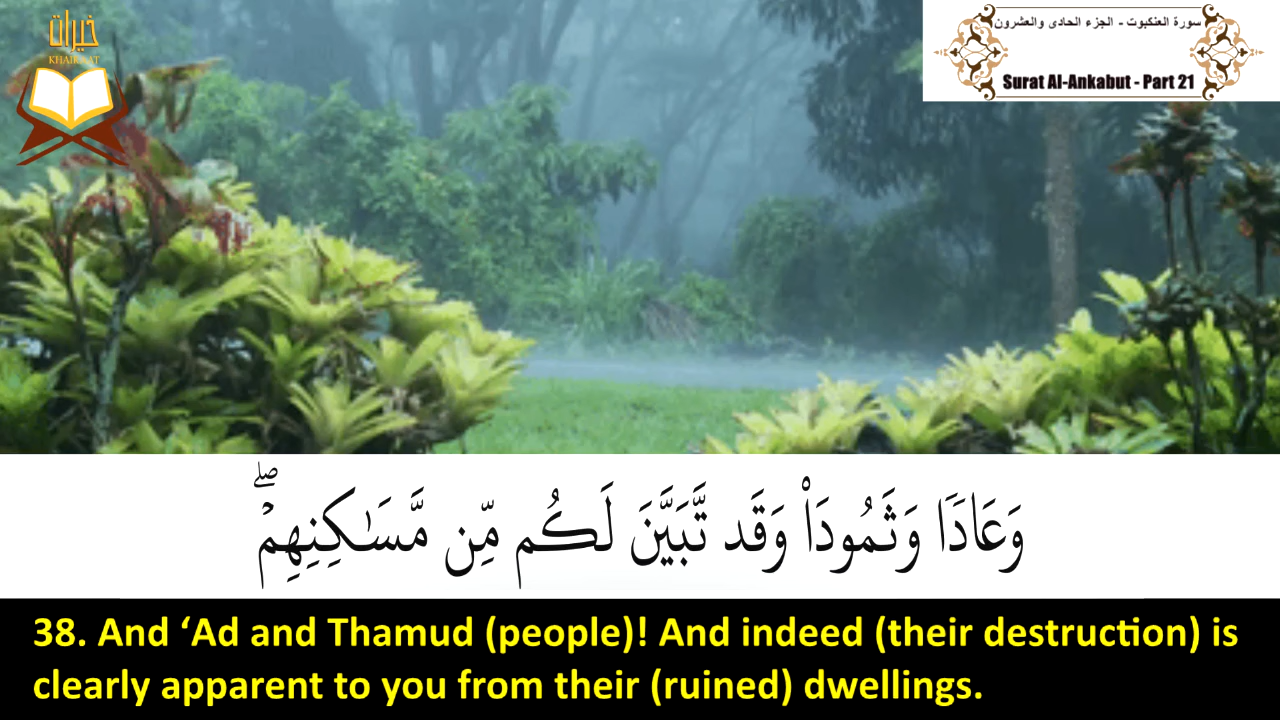 خيرات
KHAIRAAT
سورة العنكبوت - الجزء الحادى والعشرون
Surat Al-Ankabut - Part 21
وَعَادًا وَثَمُودَا۟ وَقَد تَّبَيَّنَ لَكُم مِّن مَّسَـٰكِنِهِمْ ۖ
38. And ‘Ad and Thamud (people)! And indeed (their destruction) is
clearly apparent to you from their (ruined) dwellings.